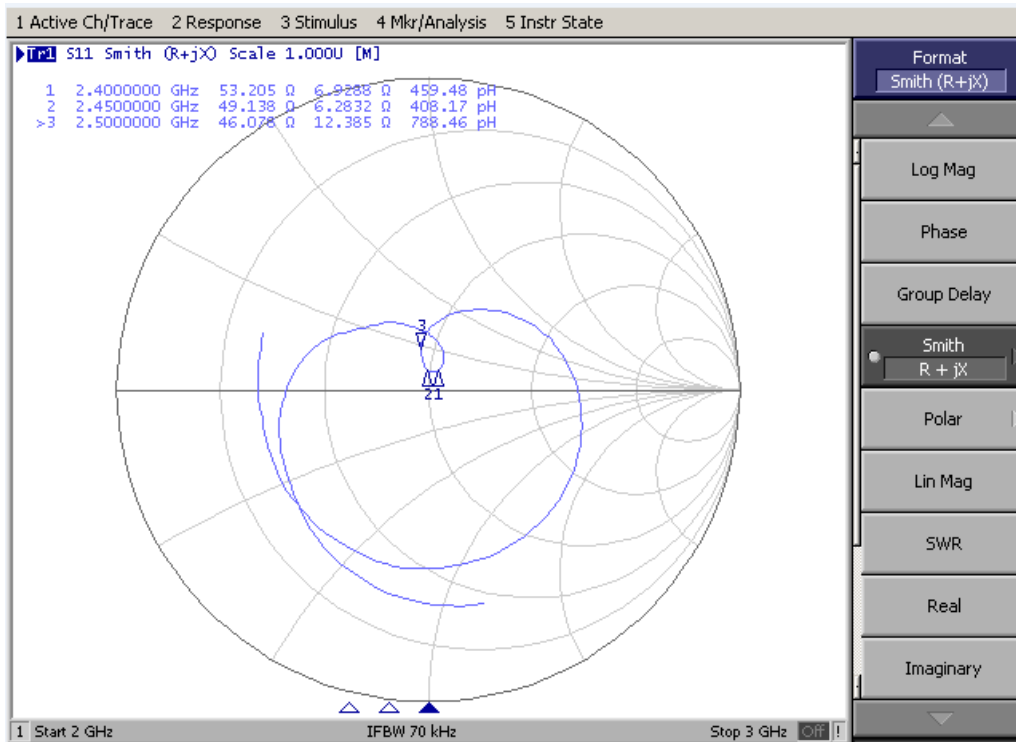 1 Active Ch/Trace 2 Response 3 Stimulus 4 Mkr/Analysis 5 Instr State
Tr1 S11 Smith (R+jX) Scale 1.000U [M]
1 2.4000000 GHz 53.205 Ω 6.9288 Ω 459.48 pH
2 2.4500000 GHz 49.138 Ω 6.2832 Ω 408.17 pH
>3 2.5000000 GHz 46.078 Ω 12.385 Ω 788.46 pH
3
21
1 Start 2 GHz IFBW 70 kHz Stop 3 GHz Off !
Format
Smith (R+jX)
Log Mag
Phase
Group Delay
Smith
R + jX
Polar
Lin Mag
SWR
Real
Imaginary